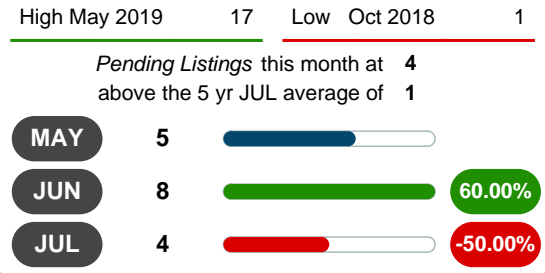 High May 2019 17 Low Oct 2018 1
Pending Listings this month at 4
above the 5 yr JUL average of 1
MAY 5
JUN 8 60.00%
JUL 4 -50.00%